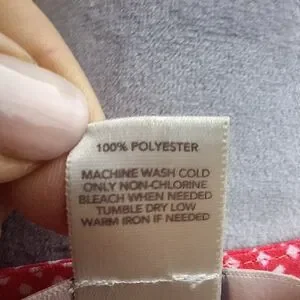 100% POLYESTER
MACHINE WASH COLD
ONLY NON-CHLORINE
BLEACH WHEN NEEDED
TUMBLE DRY LOW
WARM IRON IF NEEDED